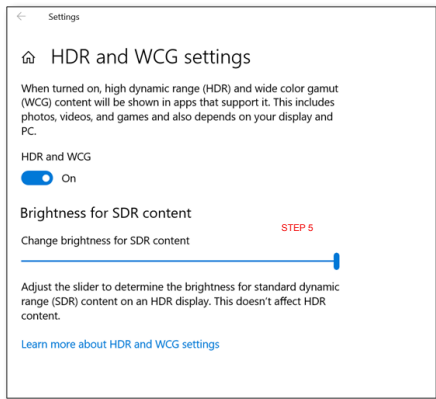 Settings
HDR and WCG settings
When turned on, high dynamic range (HDR) and wide color gamut
(WCG) content will be shown in apps that support it. This includes
photos, videos, and games and also depends on your display and
PC.
HDR and WCG
On
Brightness for SDR content
STEP 5
Change brightness for SDR content
Adjust the slider to determine the brightness for standard dynamic
range (SDR) content on an HDR display. This doesn't affect HDR
content.
Learn more about HDR and WCG settings